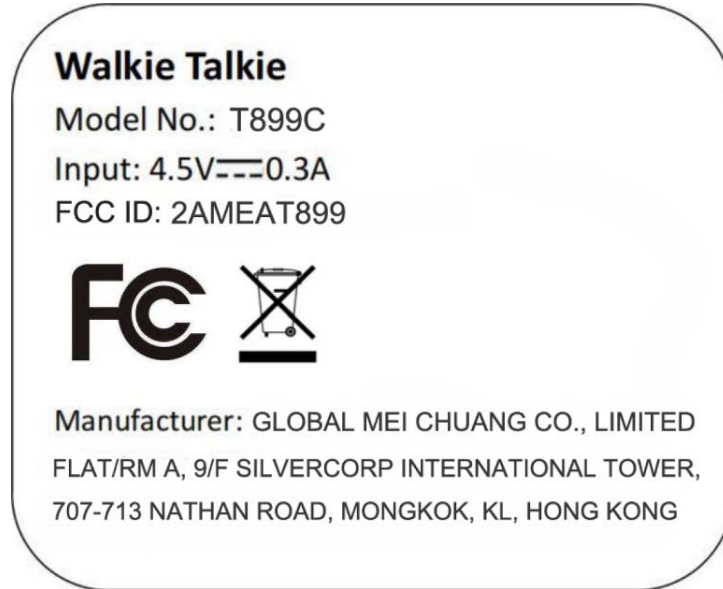 Walkie Talkie
Model No.: T899C
Input: 4.5V⎓0.3A
FCC ID: 2AMEAT899
FC
Manufacturer: GLOBAL MEI CHUANG CO., LIMITED
FLAT/RM A, 9/F SILVERCORP INTERNATIONAL TOWER,
707-713 NATHAN ROAD, MONGKOK, KL, HONG KONG